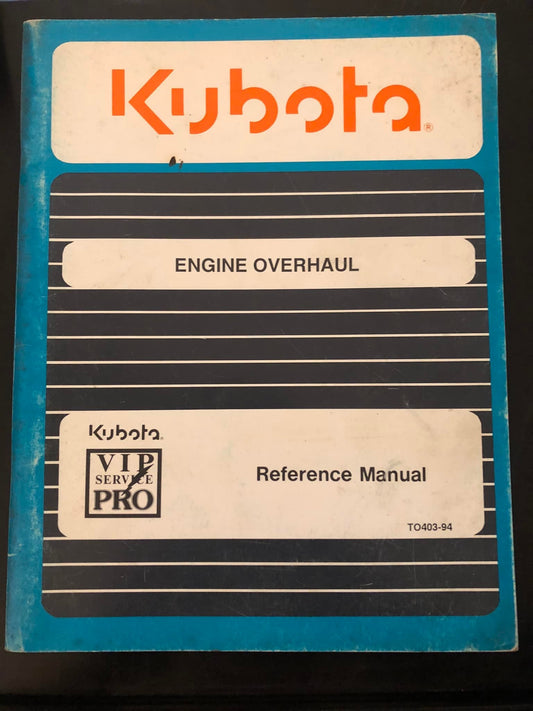 Kubota®
ENGINE OVERHAUL
Kubota.
VIP
SERVICE
PRO
Reference Manual
TO403-94